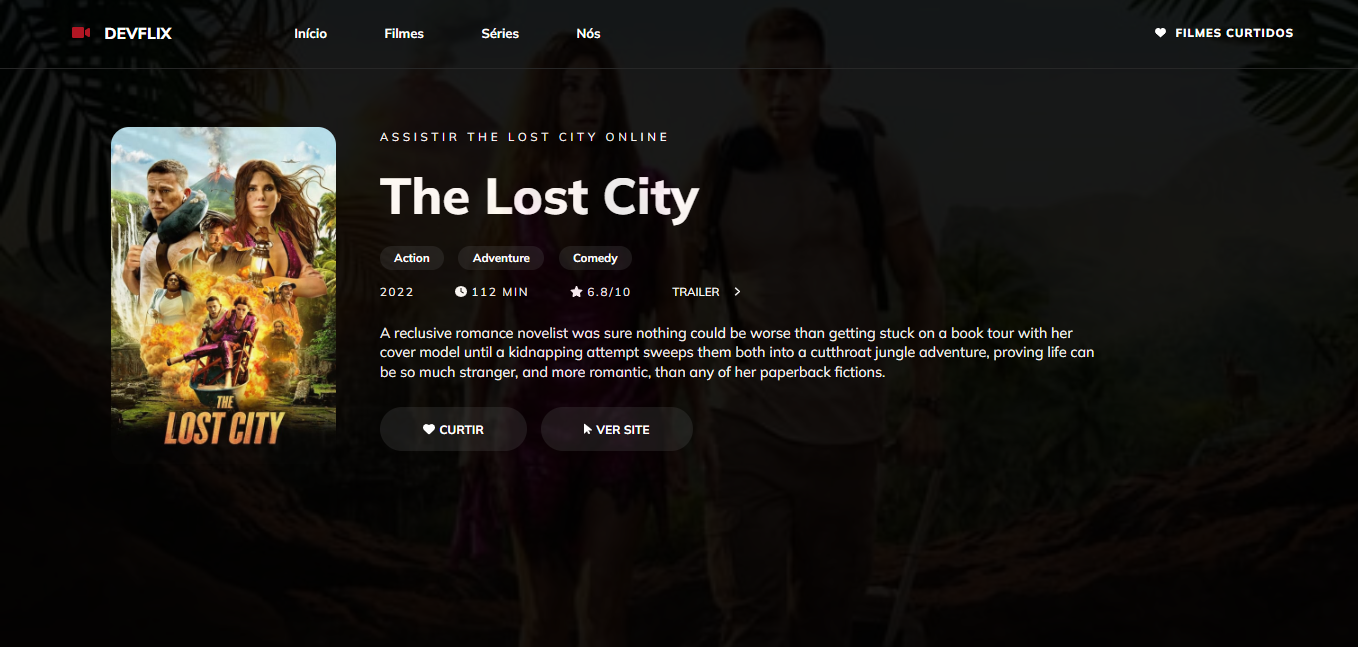 DEVFLIX
Início
Filmes
Séries
Nós
FILMES CURTIDOS
ASSISTIR THE LOST CITY ONLINE
The Lost City
Action
Adventure
Comedy
2022
112 MIN
6.8/10
TRAILER
A reclusive romance novelist was sure nothing could be worse than getting stuck on a book tour with her
cover model until a kidnapping attempt sweeps them both into a cutthroat jungle adventure, proving life can
be so much stranger, and more romantic, than any of her paperback fictions.
CURTIR
VER SITE
THE
LOST CITY